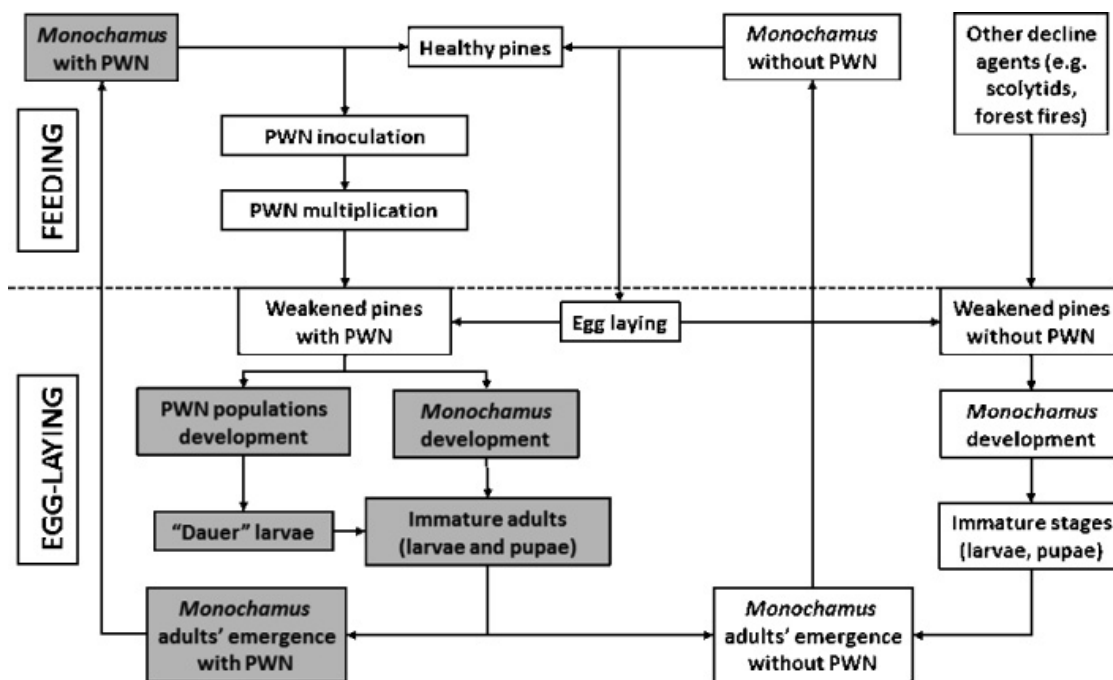 Monochamus
with PWN
Healthy pines
Monochamus
without PWN
Other decline
agents (e.g.
scolytids,
forest fires)
FEEDING
PWN inoculation
PWN multiplication
Weakened pines
with PWN
Egg laying
Weakened pines
without PWN
EGG-LAYING
PWN populations
development
Monochamus
development
Monochamus
development
"Dauer" larvae
Immature adults
(larvae and pupae)
Immature stages
(larvae, pupae)
Monochamus
adults' emergence
with PWN
Monochamus
adults' emergence
without PWN